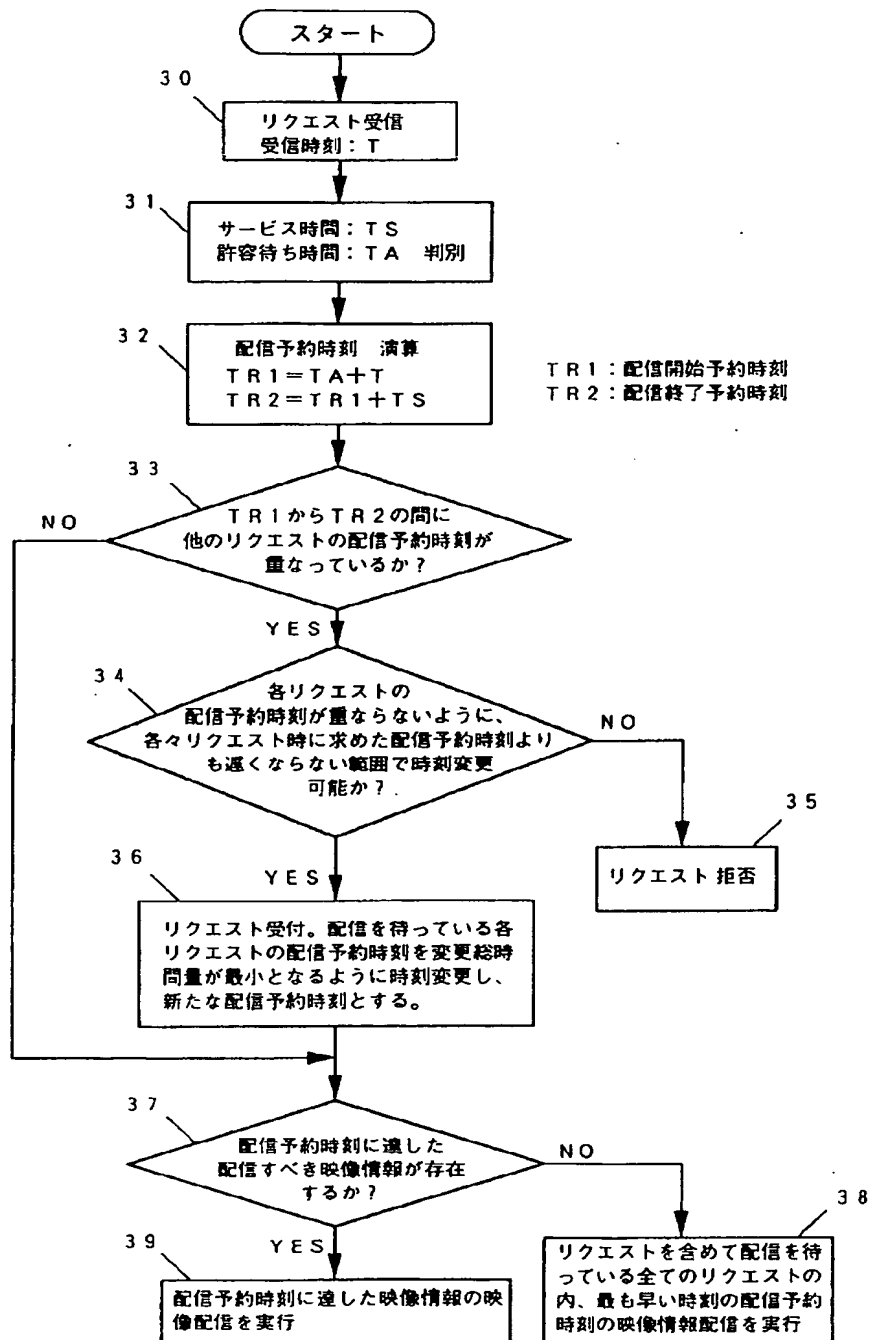 スタート
30
リクエスト受信
受信時刻：T
31
サービス時間：TS
許容待ち時間：TA 判別
32
配信予約時刻 演算
TR1＝TA＋T
TR2＝TR1＋TS
TR1：配信開始予約時刻
TR2：配信終了予約時刻
33
TR1からTR2の間に
他のリクエストの配信予約時刻が
重なっているか？
NO
YES
34
各リクエストの
配信予約時刻が重ならないように、
各々リクエスト時に求めた配信予約時刻より
も遅くならない範囲で時刻変更
可能か？
NO
35
リクエスト拒否
YES
36
リクエスト受付。配信を待っている各
リクエストの配信予約時刻を変更総時
間量が最小となるように時刻変更し、
新たな配信予約時刻とする。
37
配信予約時刻に達した
配信すべき映像情報が存在
するか？
NO
38
リクエストを含めて配信を待
っている全てのリクエストの
内、最も早い時刻の配信予約
時刻の映像情報配信を実行
YES
39
配信予約時刻に達した映像情報の映
像配信を実行